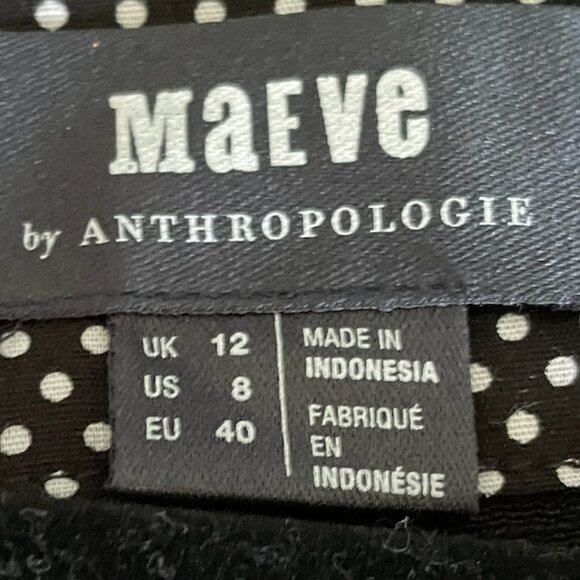 MaEVe
by ANTHROPOLOGIE
UK 12
US 8
EU 40
MADE IN
INDONESIA
FABRIQUÉ
EN
INDONÉSIE